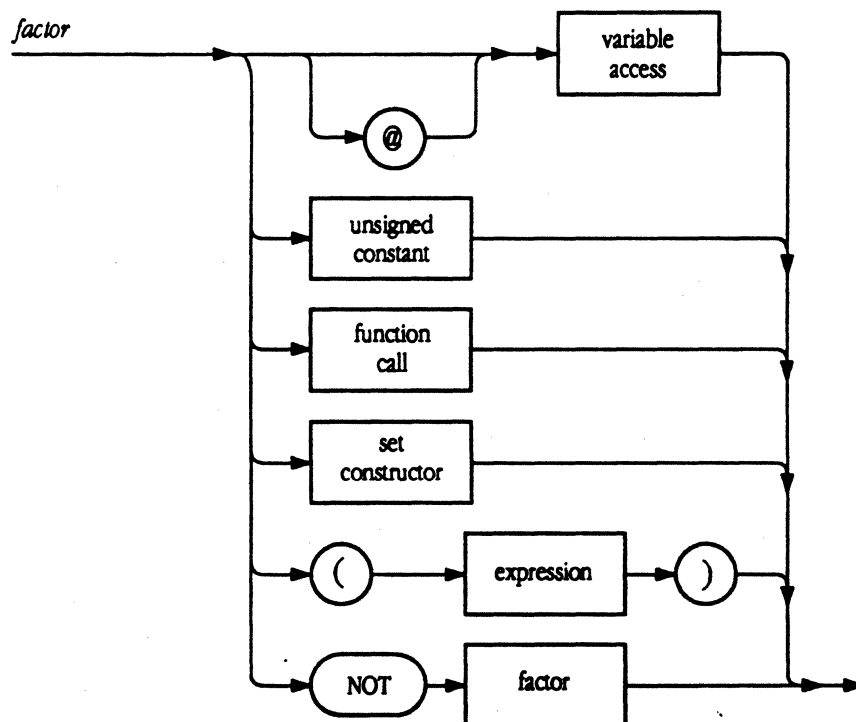 factor
variable
access
@
unsigned
constant
function
call
set
constructor
(
expression
)
NOT
factor